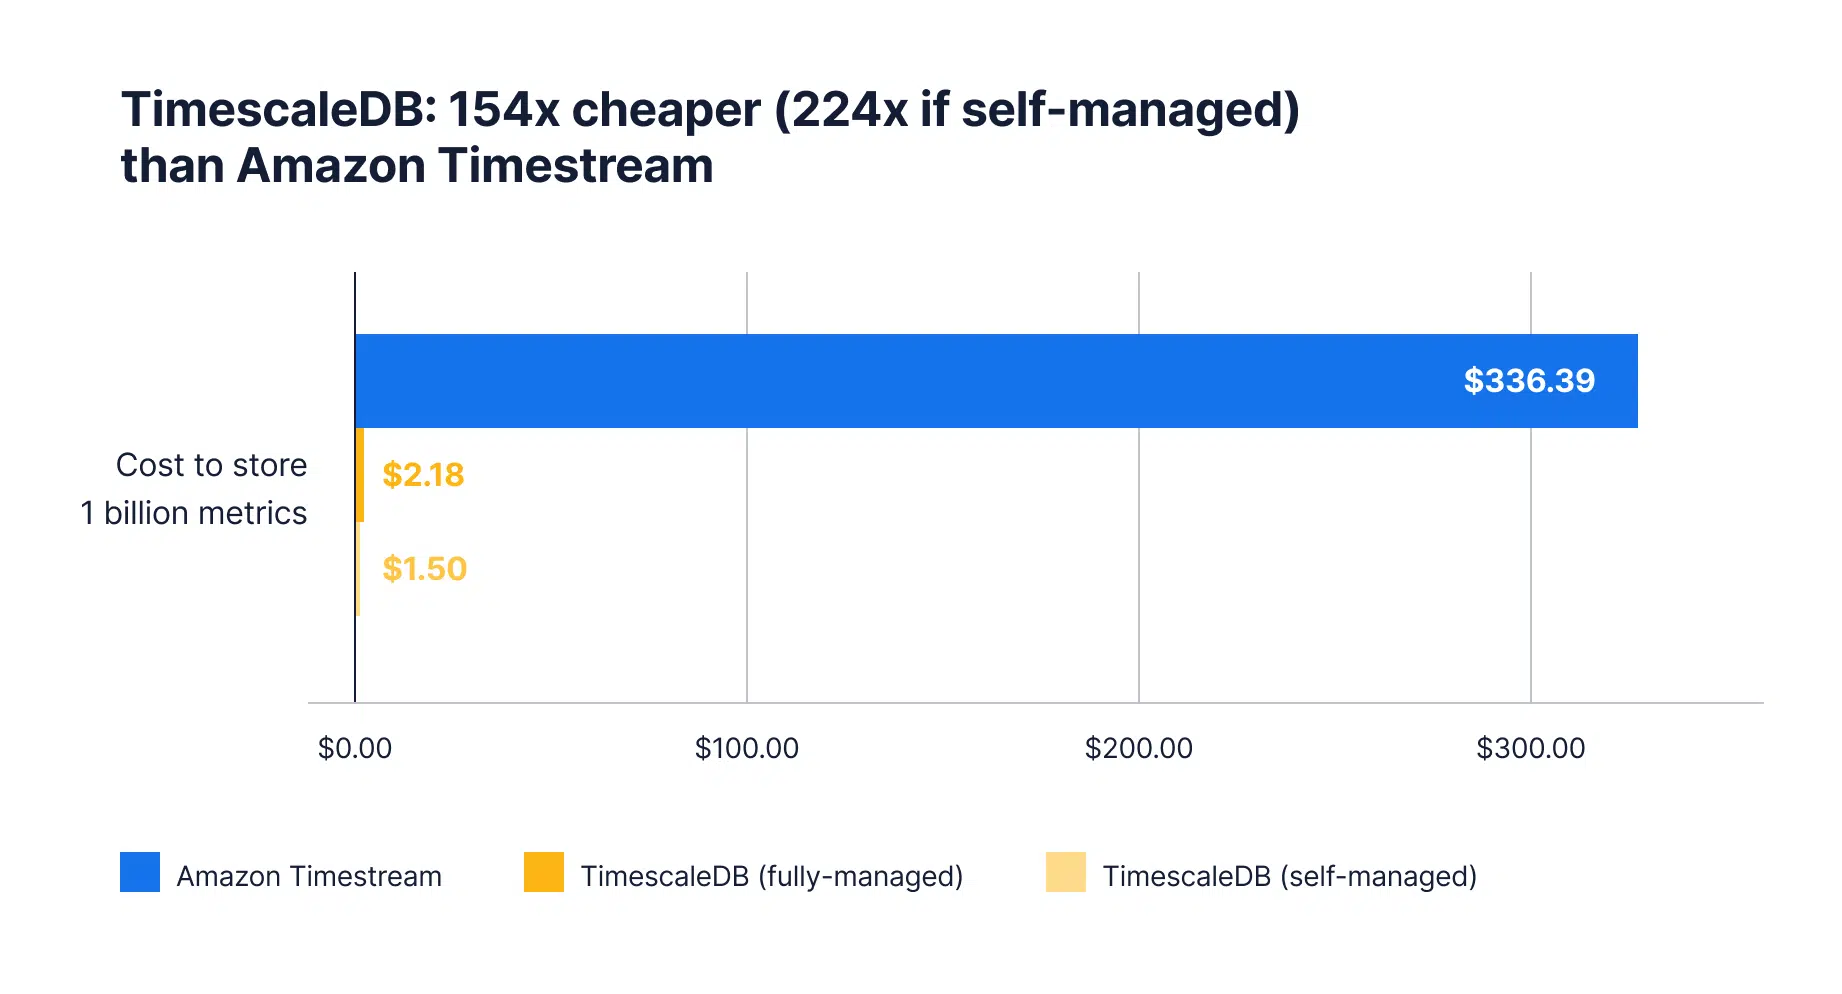 TimescaleDB: 154x cheaper (224x if self-managed)
than Amazon Timestream
$336.39
Cost to store
1 billion metrics
$2.18
$1.50
$0.00
$100.00
$200.00
$300.00
Amazon Timestream
TimescaleDB (fully-managed)
TimescaleDB (self-managed)